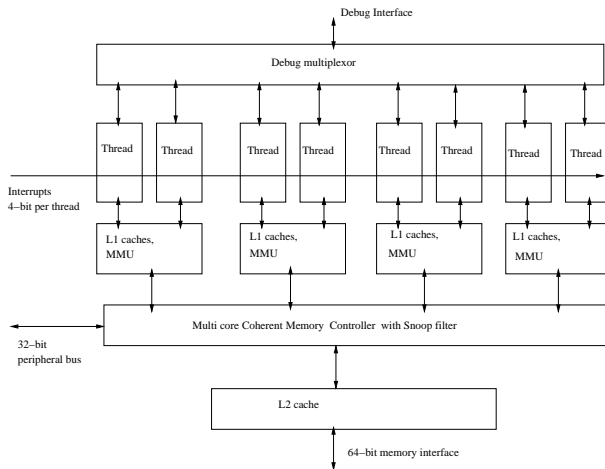 Debug Interface
Debug multiplexor
Thread
Thread
Thread
Thread
Thread
Thread
Thread
Thread
Interrupts
4-bit per thread
L1 caches,
MMU
L1 caches,
MMU
L1 caches,
MMU
L1 caches,
MMU
Multi core Coherent Memory Controller with Snoop filter
32-bit
peripheral bus
L2 cache
64-bit memory interface